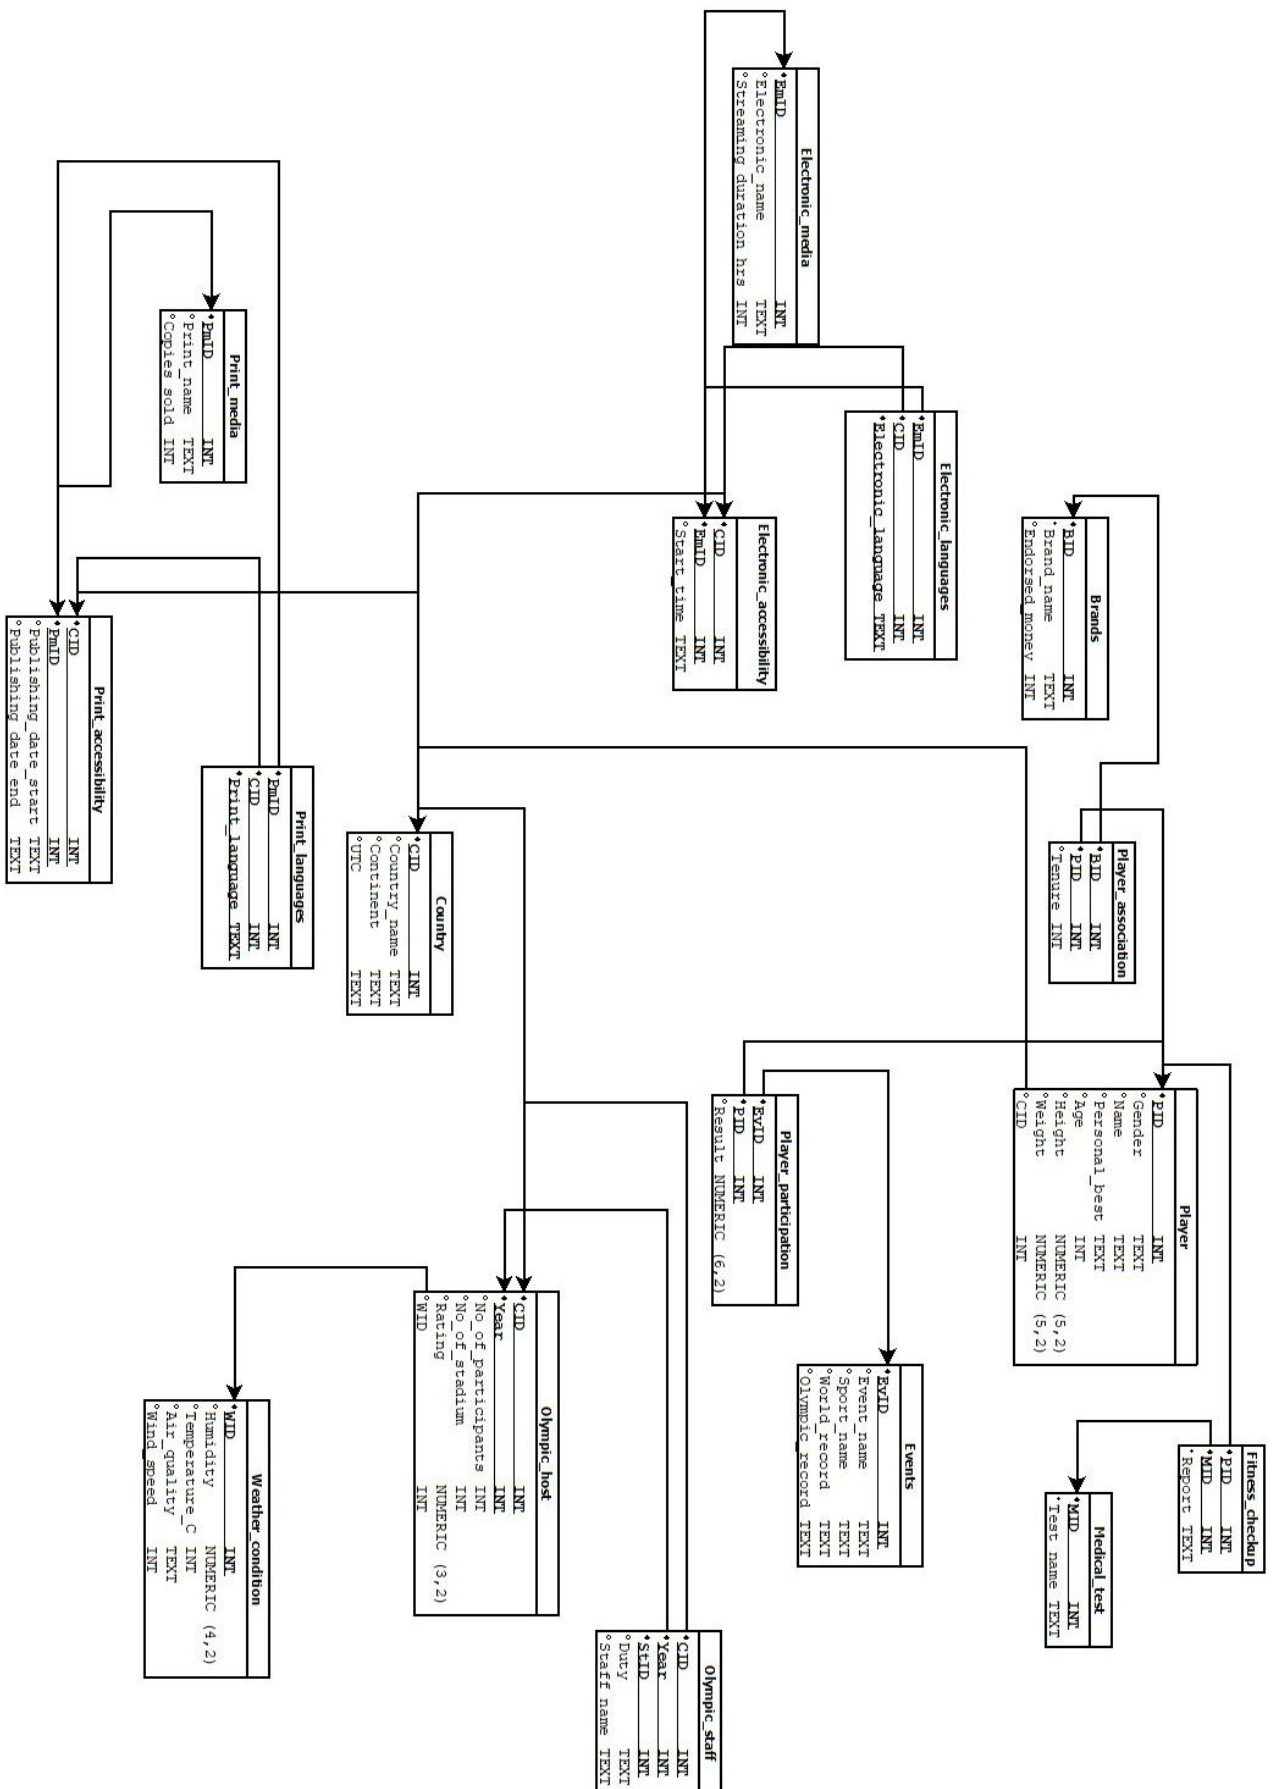 Fitness_checkup
PID INT
MID INT
Report TEXT
Player
PID INT
Gender TEXT
Name TEXT
Personal_best TEXT
Age INT
Height NUMERIC (5,2)
Weight NUMERIC (5,2)
CID INT
Player_association
BID INT
PID INT
Tenure INT
Medical_test
MID INT
Test_name TEXT
Brands
BID INT
Brand_name TEXT
Endorsed_money INT
Electronic_languages
EmID INT
CID INT
Electronic_language TEXT
Events
EvID INT
Event_name TEXT
Sport_name TEXT
World_record TEXT
Olympic_record TEXT
Electronic_media
EmID INT
Electronic_name TEXT
Streaming_duration_hrs INT
Player_participation
EvID INT
PID INT
Result NUMERIC (6,2)
Electronic_accessibility
CID INT
EmID INT
Start_time TEXT
Olympic_staff
CID INT
Year INT
StID INT
Duty TEXT
Staff_name TEXT
Olympic_host
CID INT
Year INT
No_of_participants INT
No_of_stadium INT
Rating NUMERIC (3,2)
WID INT
Country
CID INT
Country_name TEXT
Continent TEXT
UTC TEXT
Print_languages
PmID INT
CID INT
Print_language TEXT
Weather_condition
WID INT
Humidity NUMERIC (4,2)
Temperature_C INT
Air_quality TEXT
Wind_speed INT
Print_media
PmID INT
Print_name TEXT
Copies_sold INT
Print_accessibility
CID INT
PmID INT
Publishing_date_start TEXT
Publishing_date_end TEXT